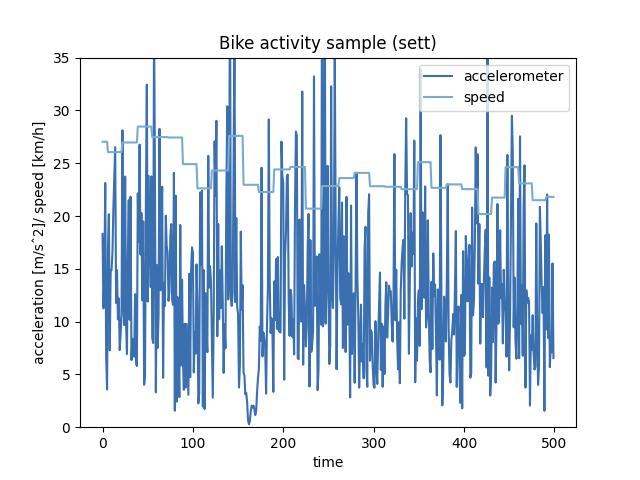 Bike activity sample (sett)
acceleration [m/s^2]/ speed [km/h]
35
30
25
20
15
10
5
0
accelerometer
speed
0
100
200
300
400
500
time